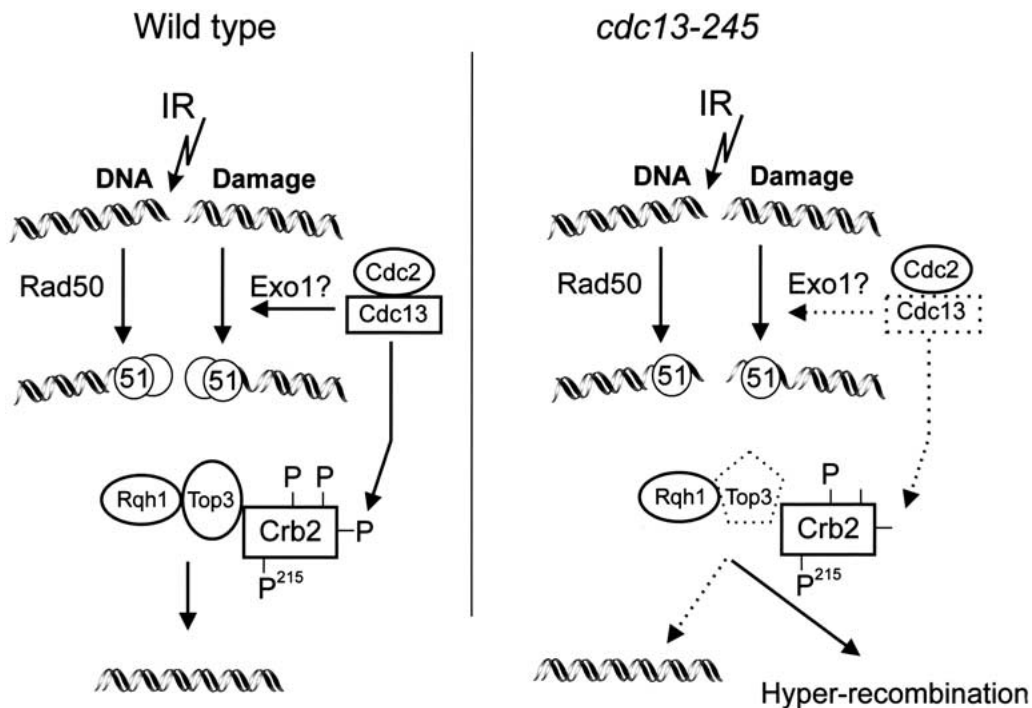 Wild type
IR
DNA Damage
Rad50
Exo1?
Cdc2
Cdc13
51 51
Rqh1
Top3
P P
Crb2
P
P215
cdc13-245
IR
DNA Damage
Rad50
Exo1?
Cdc2
Cdc13
51 51
Rqh1
Top3
P
Crb2
P215
Hyper-recombination